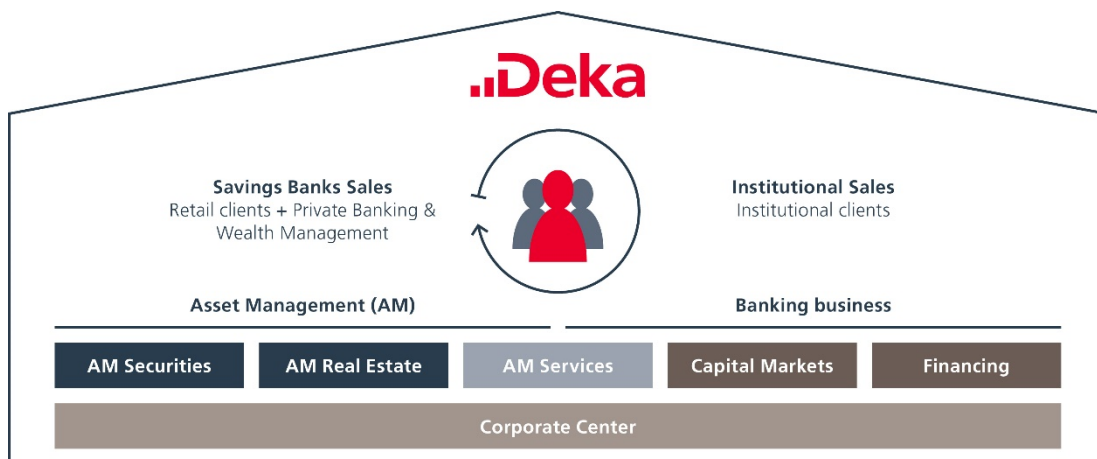 Deka
Savings Banks Sales
Retail clients + Private Banking &
Wealth Management
Institutional Sales
Institutional clients
Asset Management (AM)
Banking business
AM Securities
AM Real Estate
AM Services
Capital Markets
Financing
Corporate Center